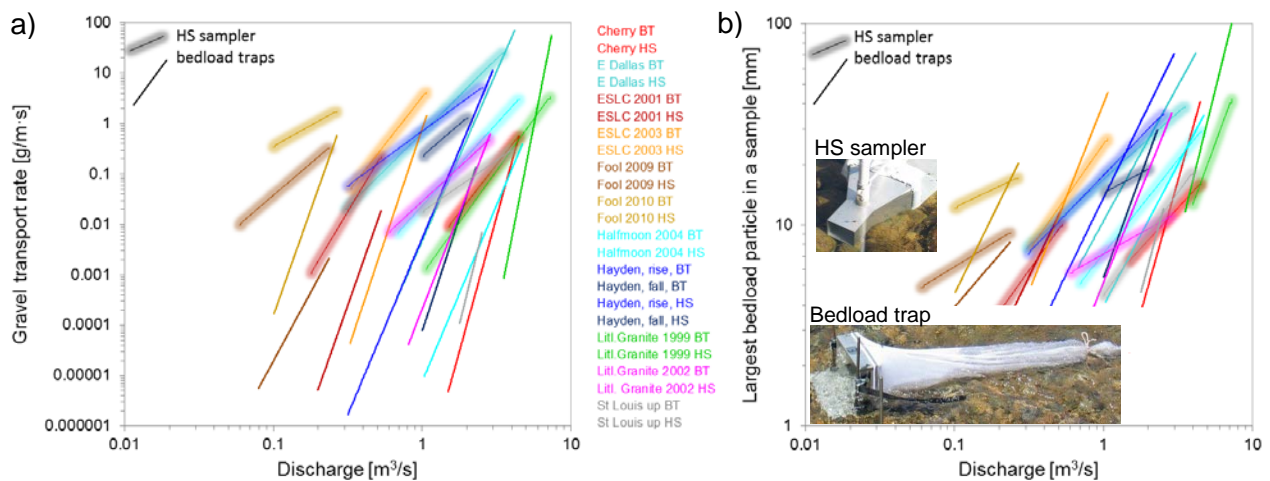 a)
HS sampler
bedload traps
Gravel transport rate [g/m·s]
100
10
1
0.1
0.01
0.001
0.0001
0.00001
0.000001
0.01
0.1
1
10
Discharge [m³/s]
Cherry BT
Cherry HS
E Dallas BT
E Dallas HS
ESLC 2001 BT
ESLC 2001 HS
ESLC 2003 BT
ESLC 2003 HS
Fool 2009 BT
Fool 2009 HS
Fool 2010 BT
Fool 2010 HS
Halfmoon 2004 BT
Halfmoon 2004 HS
Hayden, rise, BT
Hayden, fall, BT
Hayden, rise, HS
Hayden, fall, HS
Litl Granite 1999 BT
Litl Granite 1999 HS
Litl. Granite 2002 BT
Litl. Granite 2002 HS
St Louis up BT
St Louis up HS
b)
HS sampler
bedload traps
Largest bedload particle in a sample [mm]
100
10
1
HS sampler
Bedload trap
0.01
0.1
1
10
Discharge [m³/s]